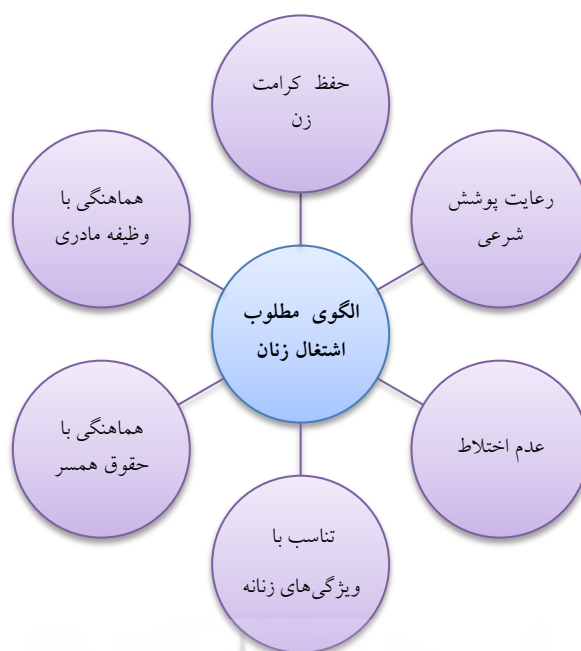 حفظ کرامت
زن
رعایت پوشش
شرعی
عدم اختلاط
تناسب با
ویژگی‌های زنانه
هماهنگی با
حقوق همسر
هماهنگی با
وظیفه مادری
الگوی مطلوب
اشتغال زنان